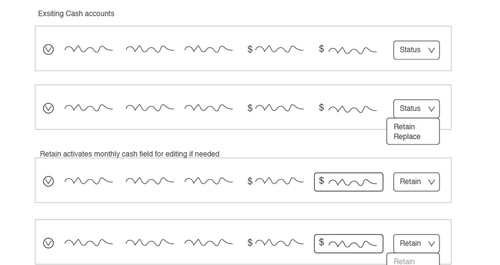 Exsiting Cash accounts
$ $ Status
$ $ Status
Retain
Replace
Retain activates monthly cash field for editing if needed
$ $ Retain
$ $ Retain
Retain